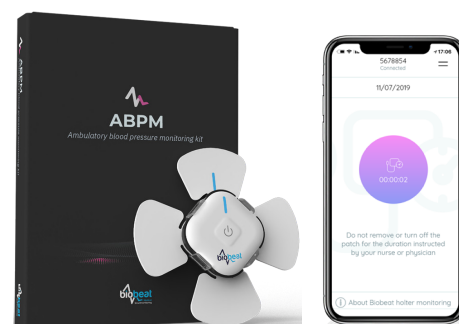 ABPM
Ambulatory blood pressure monitoring kit
biobeat
biobeat
17:06
5678854
Connected
11/07/2019
00:00:02
Do not remove or turn off the
patch for the duration instructed
by your nurse or physician
About Biobeat holter monitoring